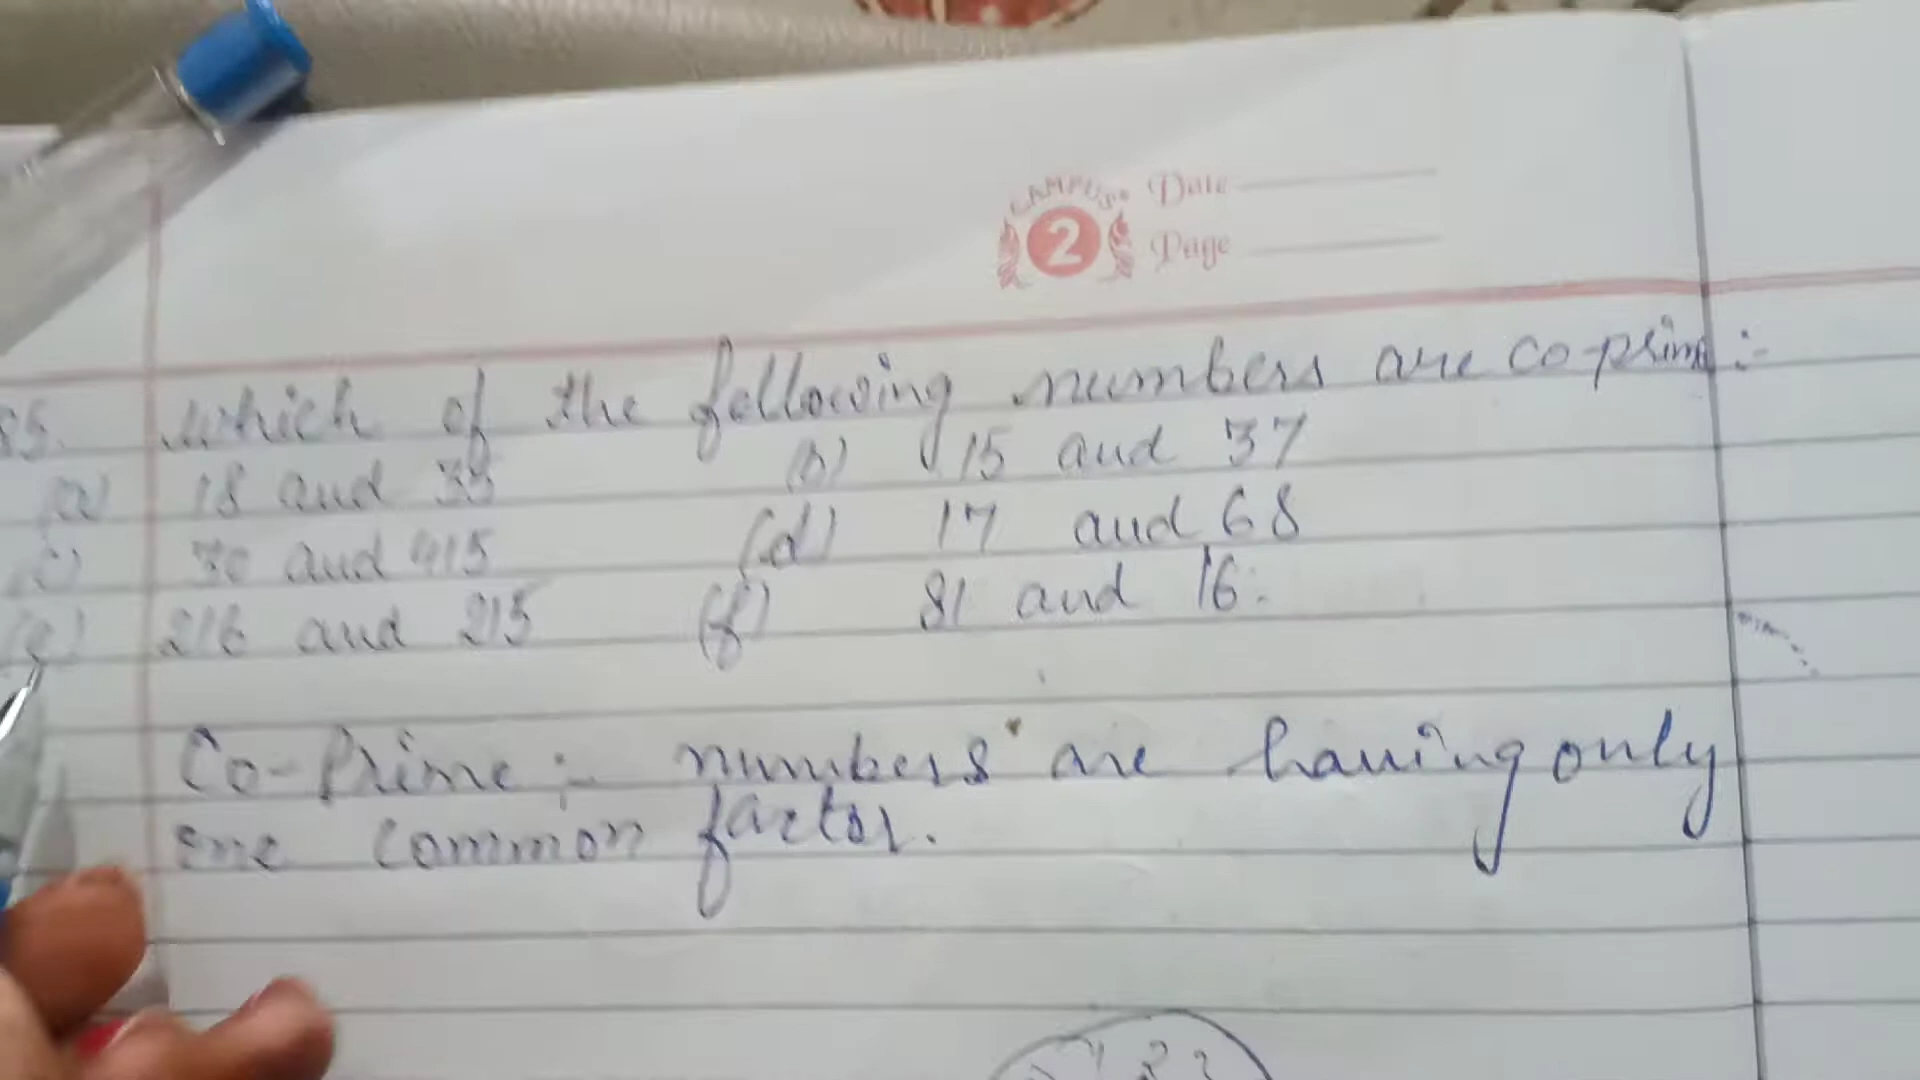 CAMPUS
2
Date
Page
Q5. which of the following numbers are co-prime :-
(a) 18 and 35 (b) 15 and 37
(c) 30 and 415 (d) 17 and 68
(e) 216 and 215 (f) 81 and 16.
Co-Prime :- numbers are having only
one common factor.